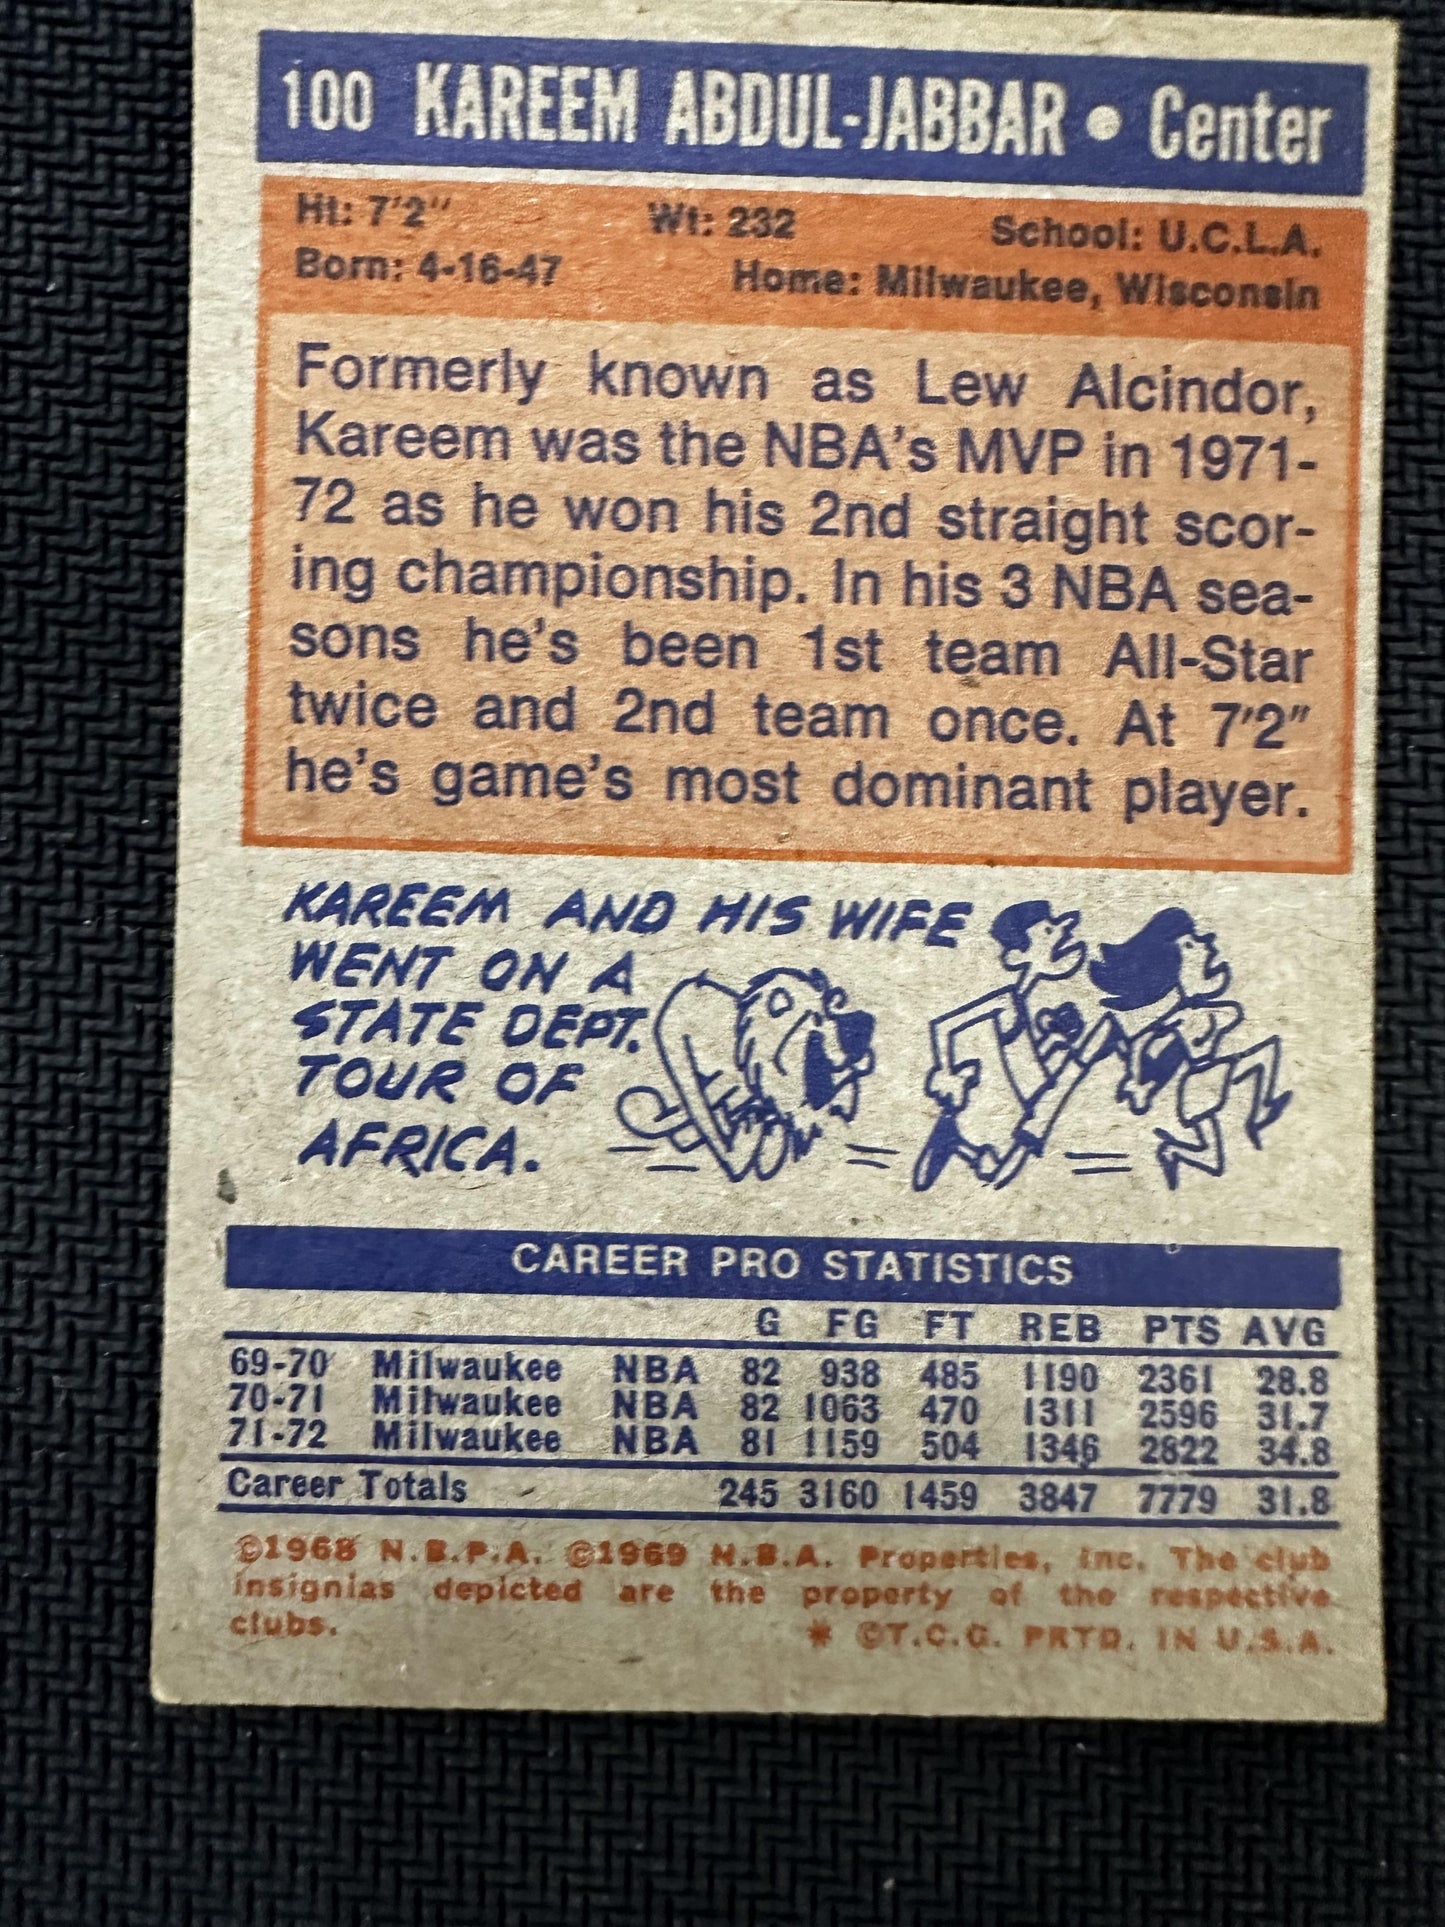 100 KAREEM ABDUL-JABBAR • Center
Ht: 7'2" Wt: 232 School: U.C.L.A.
Born: 4-16-47 Home: Milwaukee, Wisconsin
Formerly known as Lew Alcindor,
Kareem was the NBA's MVP in 1971-
72 as he won his 2nd straight scor-
ing championship. In his 3 NBA sea-
sons he's been 1st team All-Star
twice and 2nd team once. At 7'2"
he's game's most dominant player.
KAREEM AND HIS WIFE
WENT ON A
STATE DEPT.
TOUR OF
AFRICA.
CAREER PRO STATISTICS
G FG FT REB PTS AVG
69-70 Milwaukee NBA 82 938 485 1190 2361 28.8
70-71 Milwaukee NBA 82 1063 470 1311 2596 31.7
71-72 Milwaukee NBA 81 1159 504 1346 2822 34.8
Career Totals 245 3160 1459 3847 7779 31.8
©1968 N.B.P.A. ©1969 N.B.A. Properties, Inc. The club
insignias depicted are the property of the respective
clubs. * ©T.C.G. PRTD. IN U.S.A.